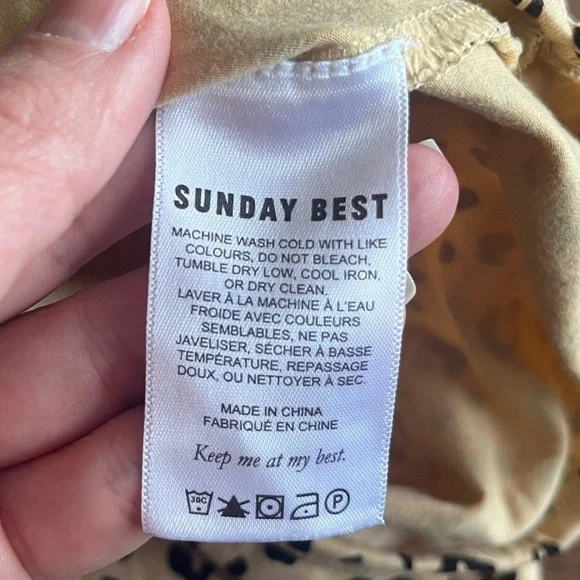 SUNDAY BEST
MACHINE WASH COLD WITH LIKE
COLOURS, DO NOT BLEACH,
TUMBLE DRY LOW, COOL IRON,
OR DRY CLEAN.
LAVER À LA MACHINE À L'EAU
FROIDE AVEC COULEURS
SEMBLABLES, NE PAS
JAVELISER, SÉCHER À BASSE
TEMPÉRATURE, REPASSAGE
DOUX, OU NETTOYER À SEC.
MADE IN CHINA
FABRIQUÉ EN CHINE
Keep me at my best.
30C P